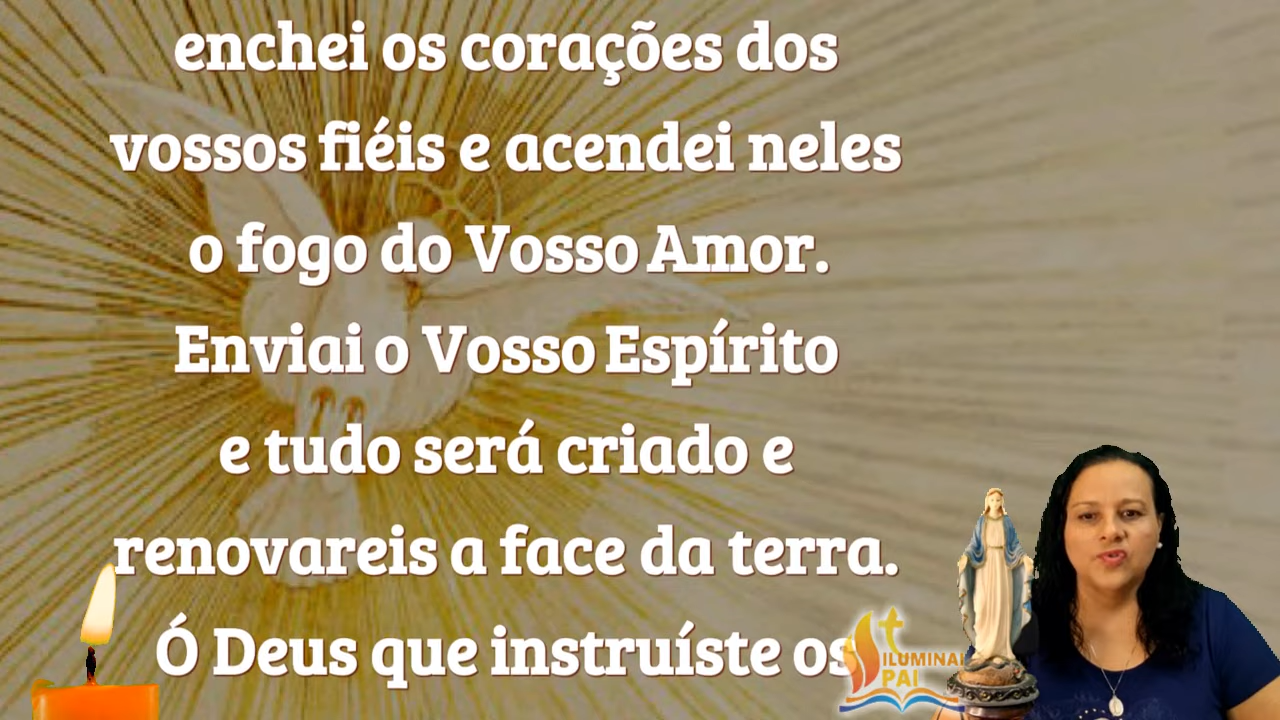 enchei os corações dos
vossos fiéis e acendei neles
o fogo do Vosso Amor.
Enviai o Vosso Espírito
e tudo será criado e
renovareis a face da terra.
Ó Deus que instruíste os
ILUMINAI
PAI